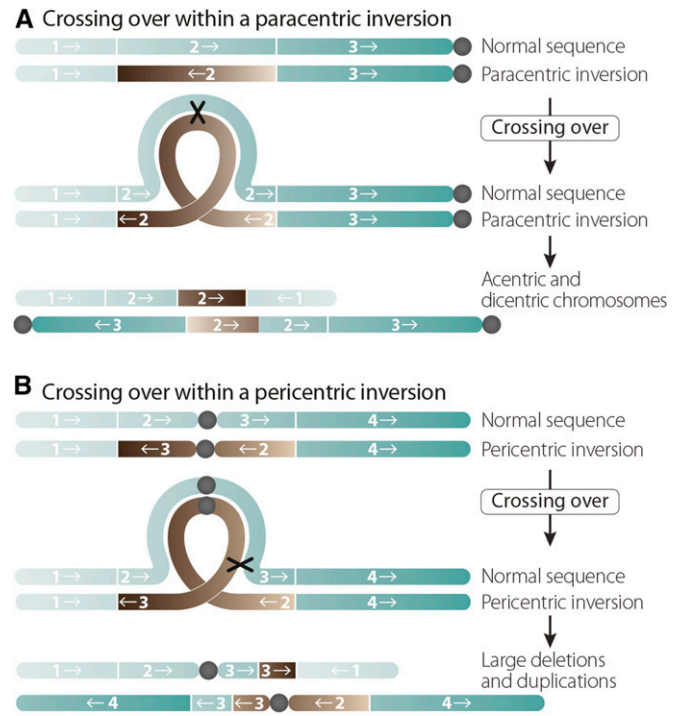 A Crossing over within a paracentric inversion
1→ 2→ 3→ Normal sequence
1→ ←2 3→ Paracentric inversion
Crossing over
1→ 2→ 2→ 3→ Normal sequence
1→ ←2 ←2 3→ Paracentric inversion
1→ 2→ 2→ ←1
Acentric and
dicentric chromosomes
←3 2→ 2→ 3→
B Crossing over within a pericentric inversion
1→ 2→ 3→ 4→ Normal sequence
1→ ←3 ←2 4→ Pericentric inversion
Crossing over
1→ 2→ 3→ 4→ Normal sequence
1→ ←3 ←2 4→ Pericentric inversion
1→ 2→ 3→ 3→ ←1
Large deletions
and duplications
←4 ←3 ←3 ←2 4→